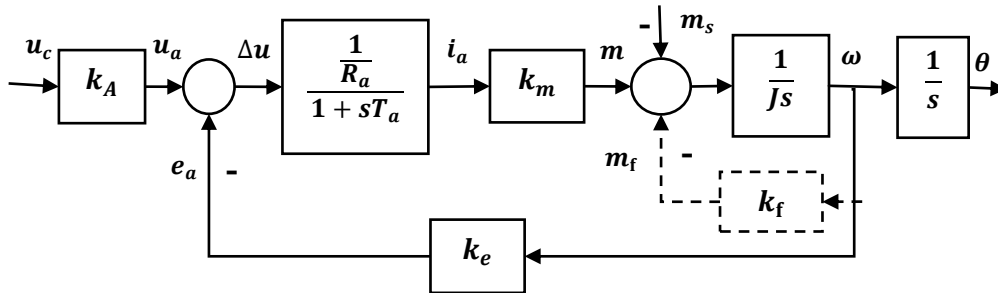 u_c
k_A
u_a
Δu
1
R_a
1 + sT_a
i_a
k_m
m
-
m_s
1
Js
ω
1
s
θ
e_a
-
m_f
-
k_f
k_e